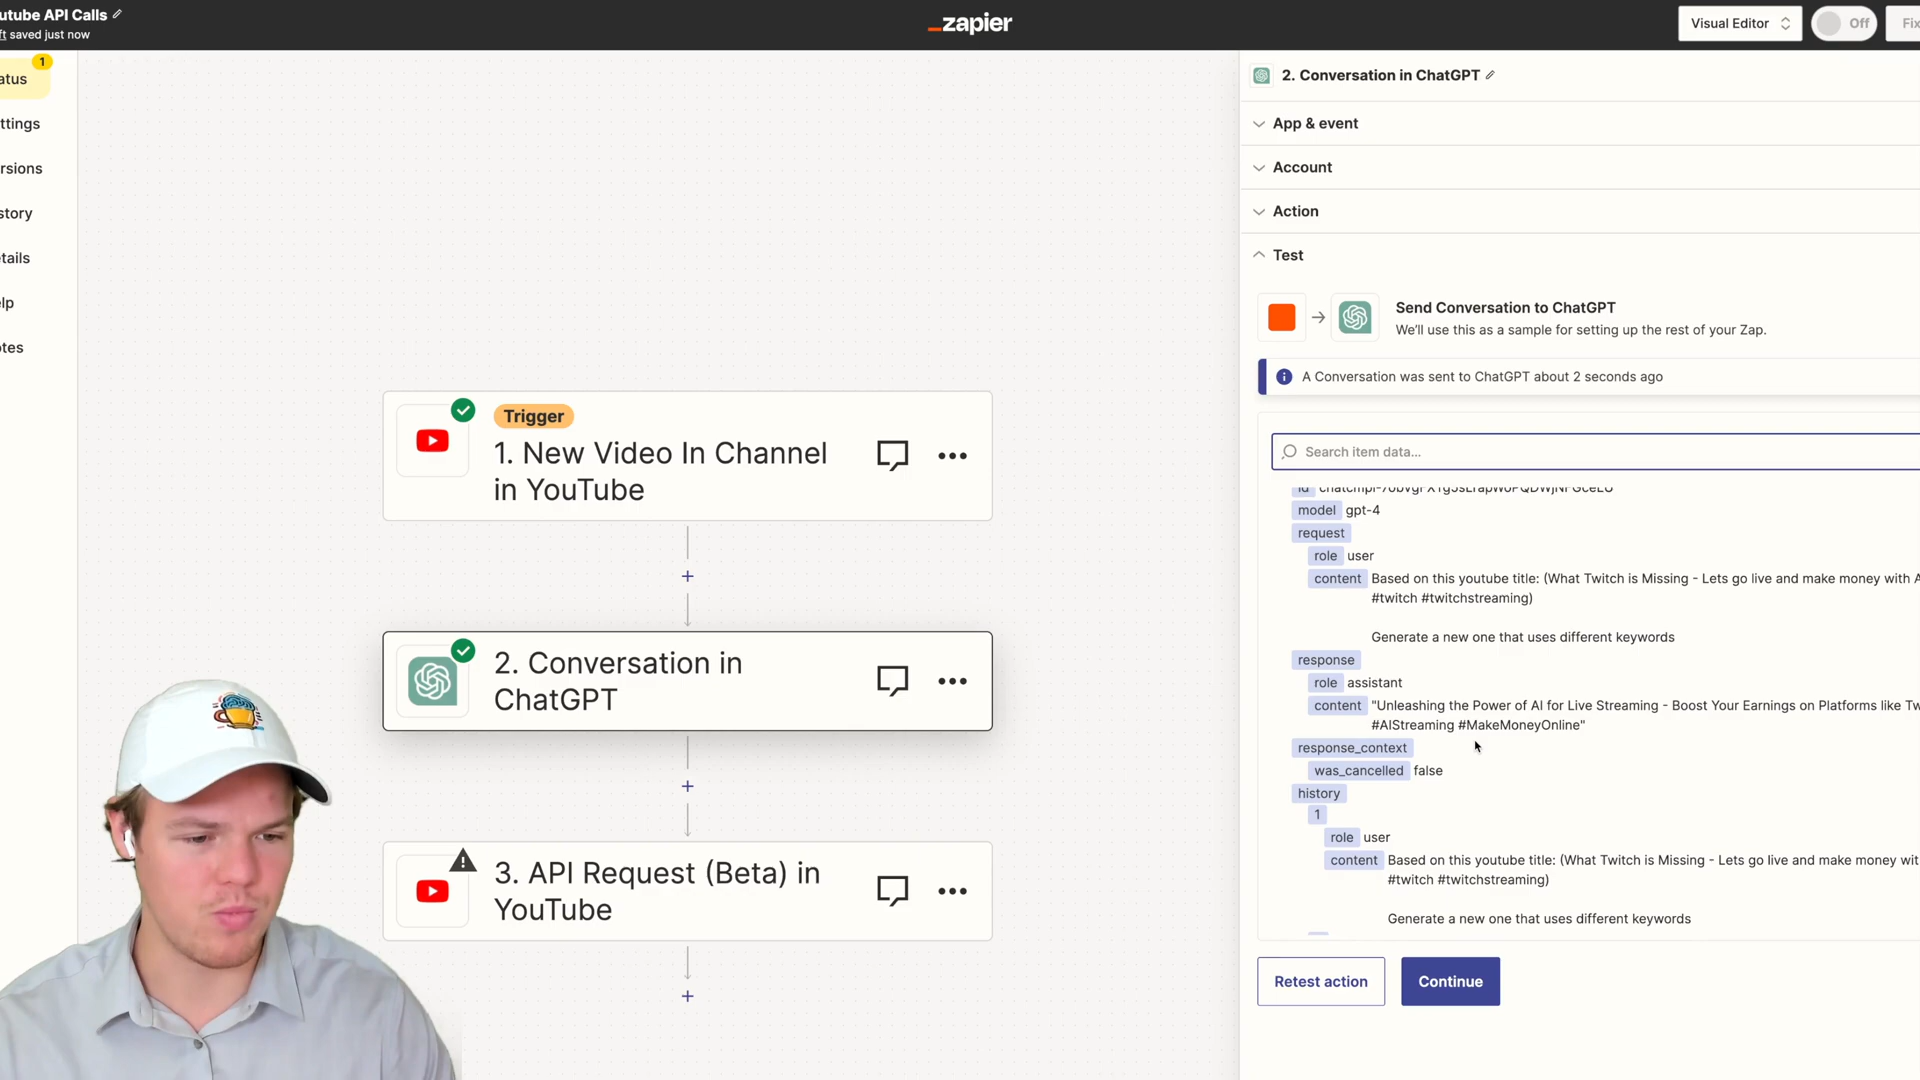 utube API Calls
ft saved just now
zapier
Visual Editor
Off
Fix
1
atus
ttings
rsions
story
etails
lp
otes
Trigger
1. New Video In Channel
in YouTube
2. Conversation in
ChatGPT
3. API Request (Beta) in
YouTube
2. Conversation in ChatGPT
App & event
Account
Action
Test
Send Conversation to ChatGPT
We'll use this as a sample for setting up the rest of your Zap.
A Conversation was sent to ChatGPT about 2 seconds ago
Search item data...
id
model gpt-4
request
role user
content Based on this youtube title: (What Twitch is Missing - Lets go live and make money with A
#twitch #twitchstreaming)
Generate a new one that uses different keywords
response
role assistant
content "Unleashing the Power of AI for Live Streaming - Boost Your Earnings on Platforms like Tw
#AIStreaming #MakeMoneyOnline"
response_context
was_cancelled false
history
1
role user
content Based on this youtube title: (What Twitch is Missing - Lets go live and make money wit
#twitch #twitchstreaming)
Generate a new one that uses different keywords
Retest action
Continue